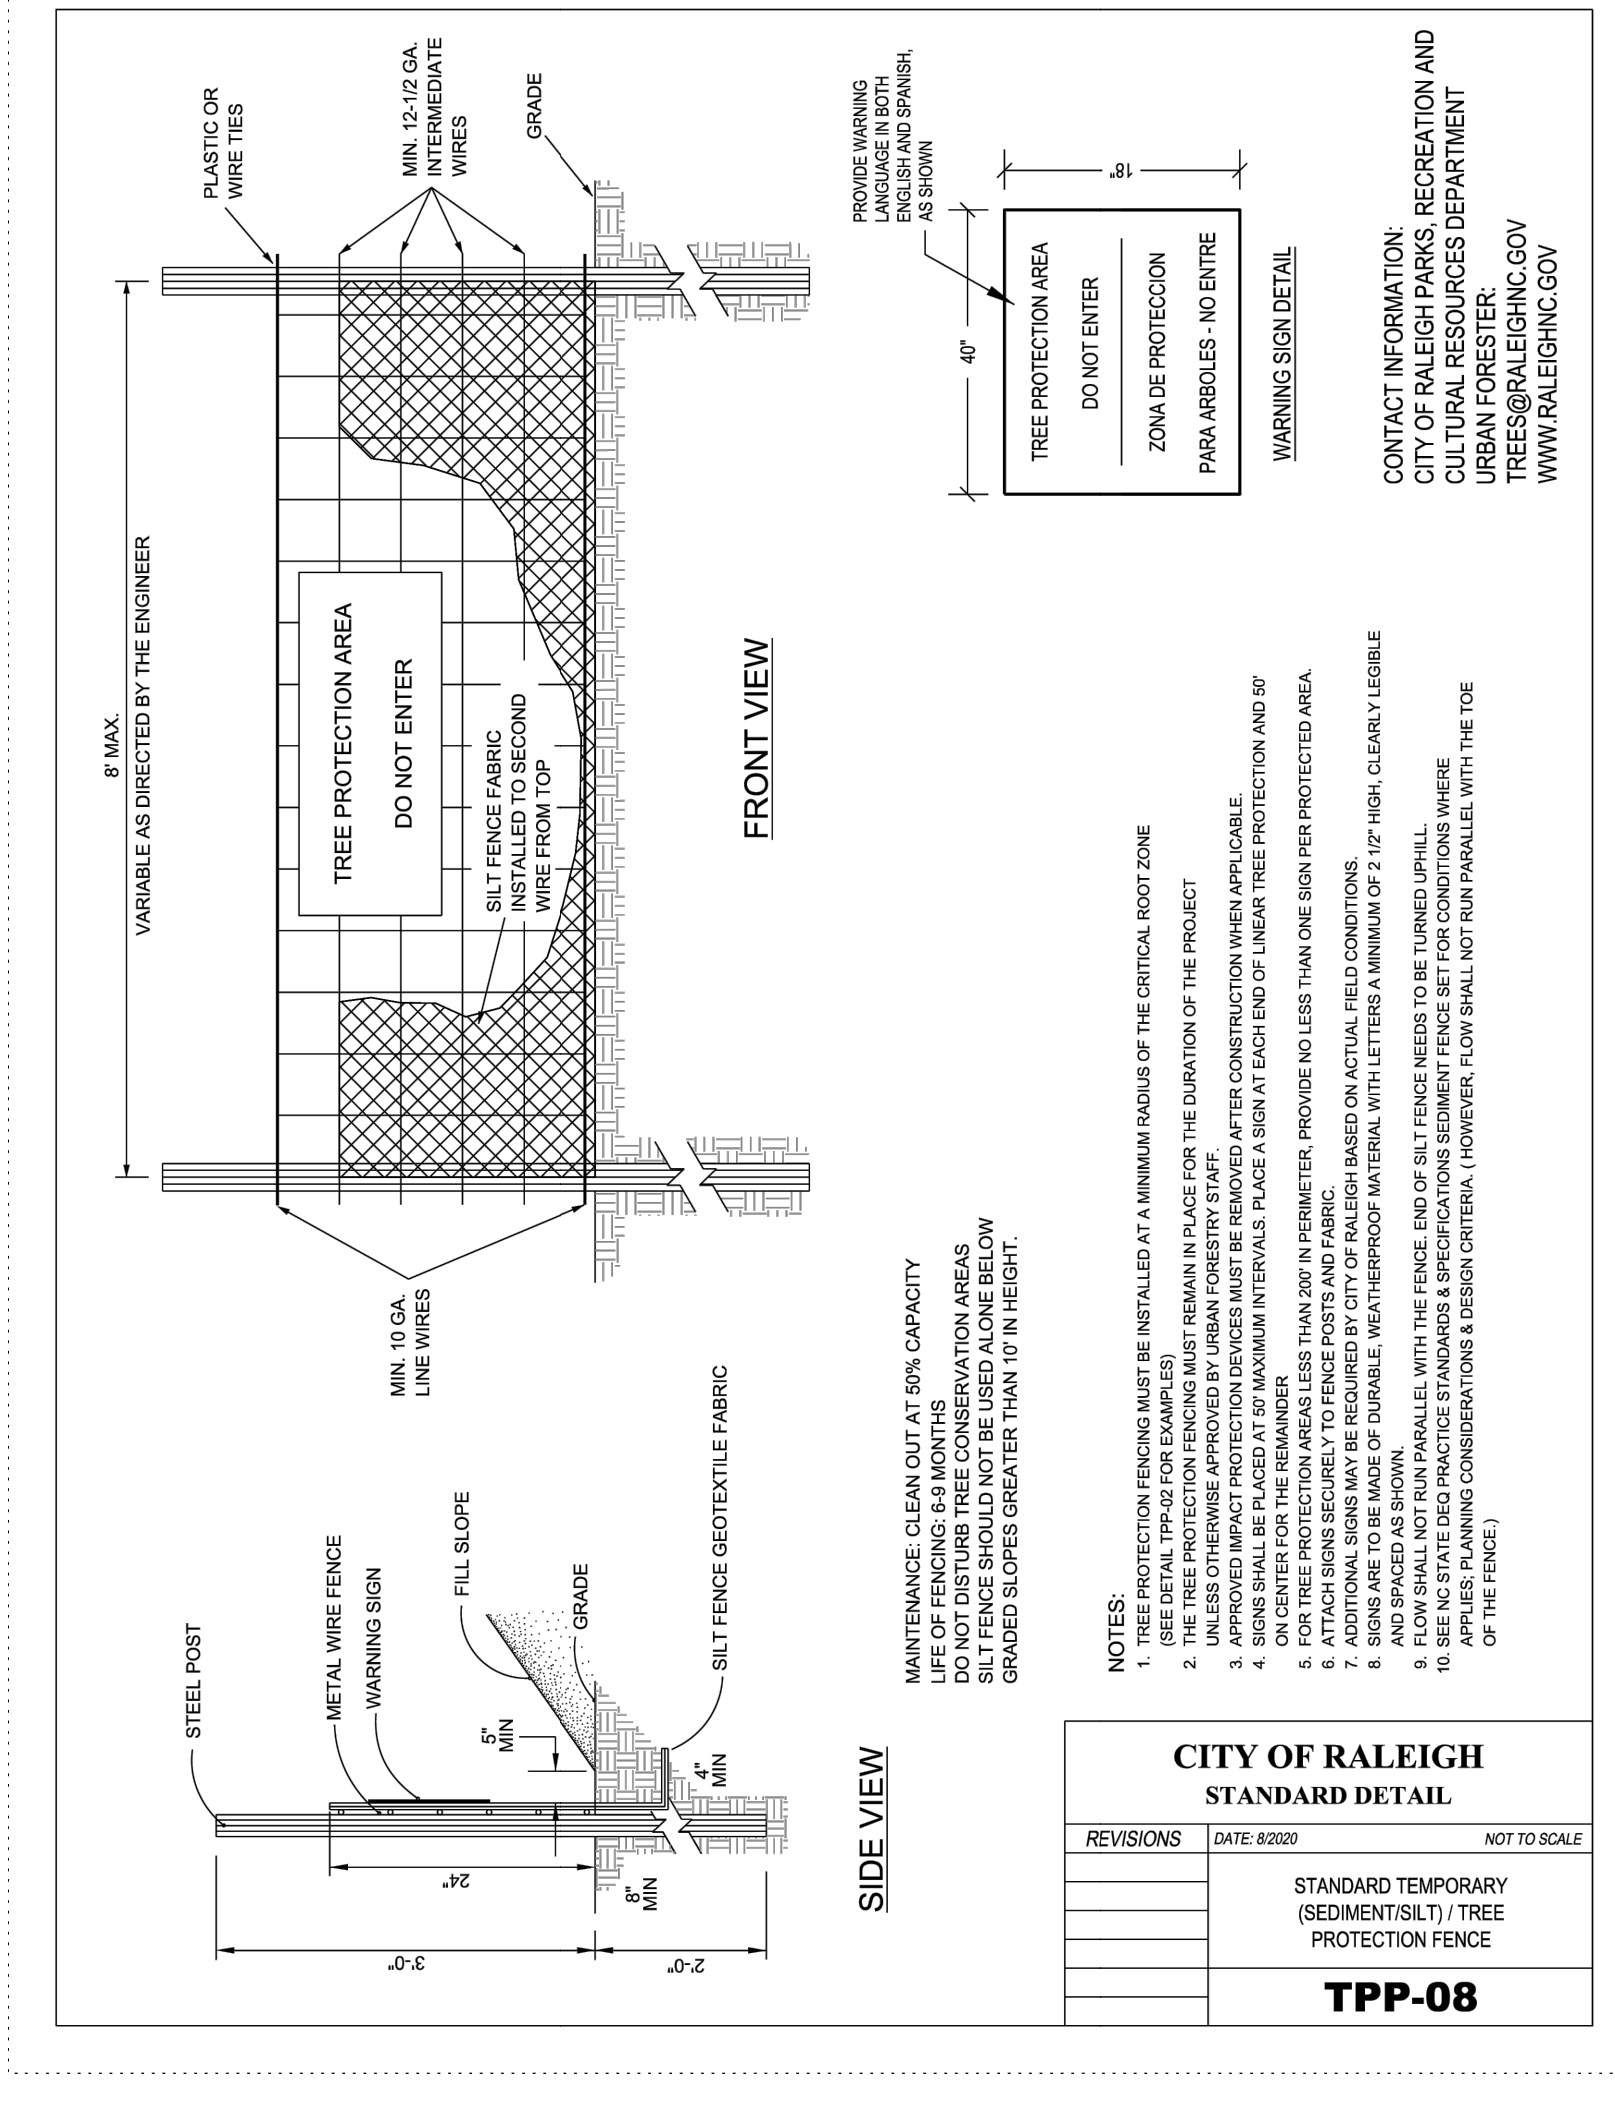 8' MAX.
VARIABLE AS DIRECTED BY THE ENGINEER
PLASTIC OR
WIRE TIES
MIN. 12-1/2 GA.
INTERMEDIATE
WIRES
GRADE
TREE PROTECTION AREA
DO NOT ENTER
SILT FENCE FABRIC
INSTALLED TO SECOND
WIRE FROM TOP
MIN. 10 GA.
LINE WIRES
FRONT VIEW
STEEL POST
METAL WIRE FENCE
WARNING SIGN
FILL SLOPE
GRADE
SILT FENCE GEOTEXTILE FABRIC
5"
MIN
4"
MIN
8"
MIN
24"
3'-0"
2'-0"
SIDE VIEW
MAINTENANCE: CLEAN OUT AT 50% CAPACITY
LIFE OF FENCING: 6-9 MONTHS
DO NOT DISTURB TREE CONSERVATION AREAS
SILT FENCE SHOULD NOT BE USED ALONE BELOW
GRADED SLOPES GREATER THAN 10' IN HEIGHT.
PROVIDE WARNING
LANGUAGE IN BOTH
ENGLISH AND SPANISH,
AS SHOWN
40"
18"
TREE PROTECTION AREA
DO NOT ENTER
ZONA DE PROTECCION
PARA ARBOLES - NO ENTRE
WARNING SIGN DETAIL
CONTACT INFORMATION:
CITY OF RALEIGH PARKS, RECREATION AND
CULTURAL RESOURCES DEPARTMENT
URBAN FORESTER:
TREES@RALEIGHNC.GOV
WWW.RALEIGHNC.GOV
NOTES:
1. TREE PROTECTION FENCING MUST BE INSTALLED AT A MINIMUM RADIUS OF THE CRITICAL ROOT ZONE
(SEE DETAIL TPP-02 FOR EXAMPLES)
2. THE TREE PROTECTION FENCING MUST REMAIN IN PLACE FOR THE DURATION OF THE PROJECT
UNLESS OTHERWISE APPROVED BY URBAN FORESTRY STAFF.
3. APPROVED IMPACT PROTECTION DEVICES MUST BE REMOVED AFTER CONSTRUCTION WHEN APPLICABLE.
4. SIGNS SHALL BE PLACED AT 50' MAXIMUM INTERVALS. PLACE A SIGN AT EACH END OF LINEAR TREE PROTECTION AND 50'
ON CENTER FOR THE REMAINDER
5. FOR TREE PROTECTION AREAS LESS THAN 200' IN PERIMETER, PROVIDE NO LESS THAN ONE SIGN PER PROTECTED AREA.
6. ATTACH SIGNS SECURELY TO FENCE POSTS AND FABRIC.
7. ADDITIONAL SIGNS MAY BE REQUIRED BY CITY OF RALEIGH BASED ON ACTUAL FIELD CONDITIONS.
8. SIGNS ARE TO BE MADE OF DURABLE, WEATHERPROOF MATERIAL WITH LETTERS A MINIMUM OF 2 1/2" HIGH, CLEARLY LEGIBLE
AND SPACED AS SHOWN.
9. FLOW SHALL NOT RUN PARALLEL WITH THE FENCE. END OF SILT FENCE NEEDS TO BE TURNED UPHILL.
10. SEE NC STATE DEQ PRACTICE STANDARDS & SPECIFICATIONS SEDIMENT FENCE SET FOR CONDITIONS WHERE
APPLIES; PLANNING CONSIDERATIONS & DESIGN CRITERIA. ( HOWEVER, FLOW SHALL NOT RUN PARALLEL WITH THE TOE
OF THE FENCE.)
CITY OF RALEIGH
STANDARD DETAIL
REVISIONS
DATE: 8/2020
NOT TO SCALE
STANDARD TEMPORARY
(SEDIMENT/SILT) / TREE
PROTECTION FENCE
TPP-08